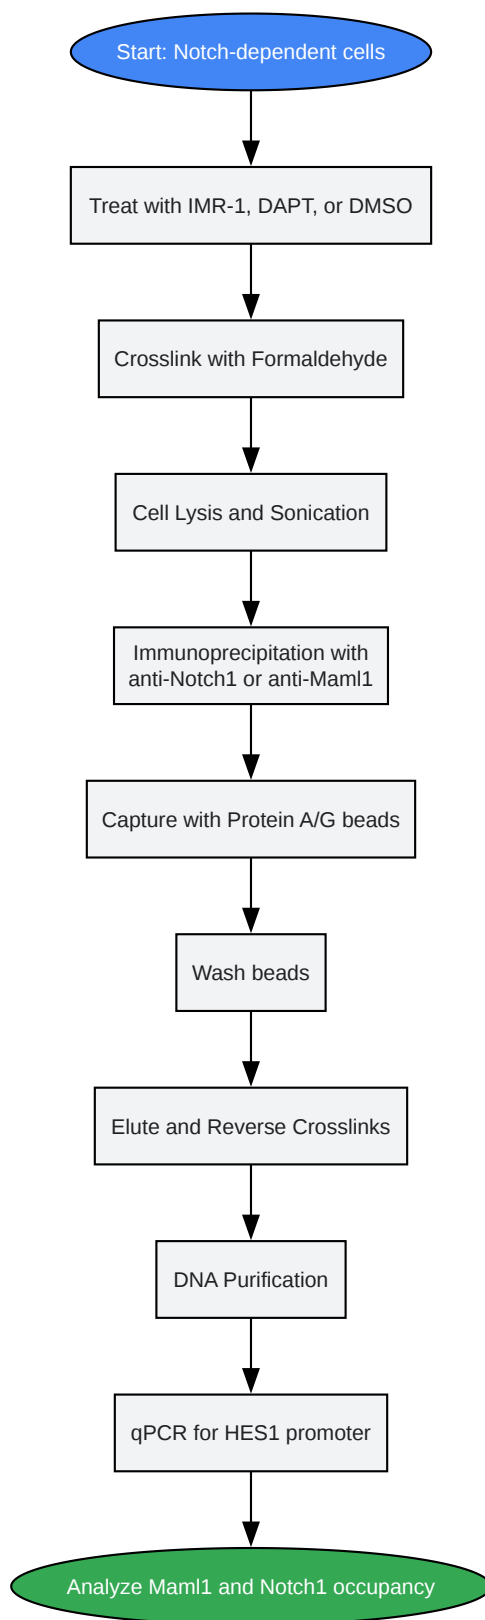 Start: Notch-dependent cells
Treat with IMR-1, DAPT, or DMSO
Crosslink with Formaldehyde
Cell Lysis and Sonication
Immunoprecipitation with
anti-Notch1 or anti-Maml1
Capture with Protein A/G beads
Wash beads
Elute and Reverse Crosslinks
DNA Purification
qPCR for HES1 promoter
Analyze Maml1 and Notch1 occupancy